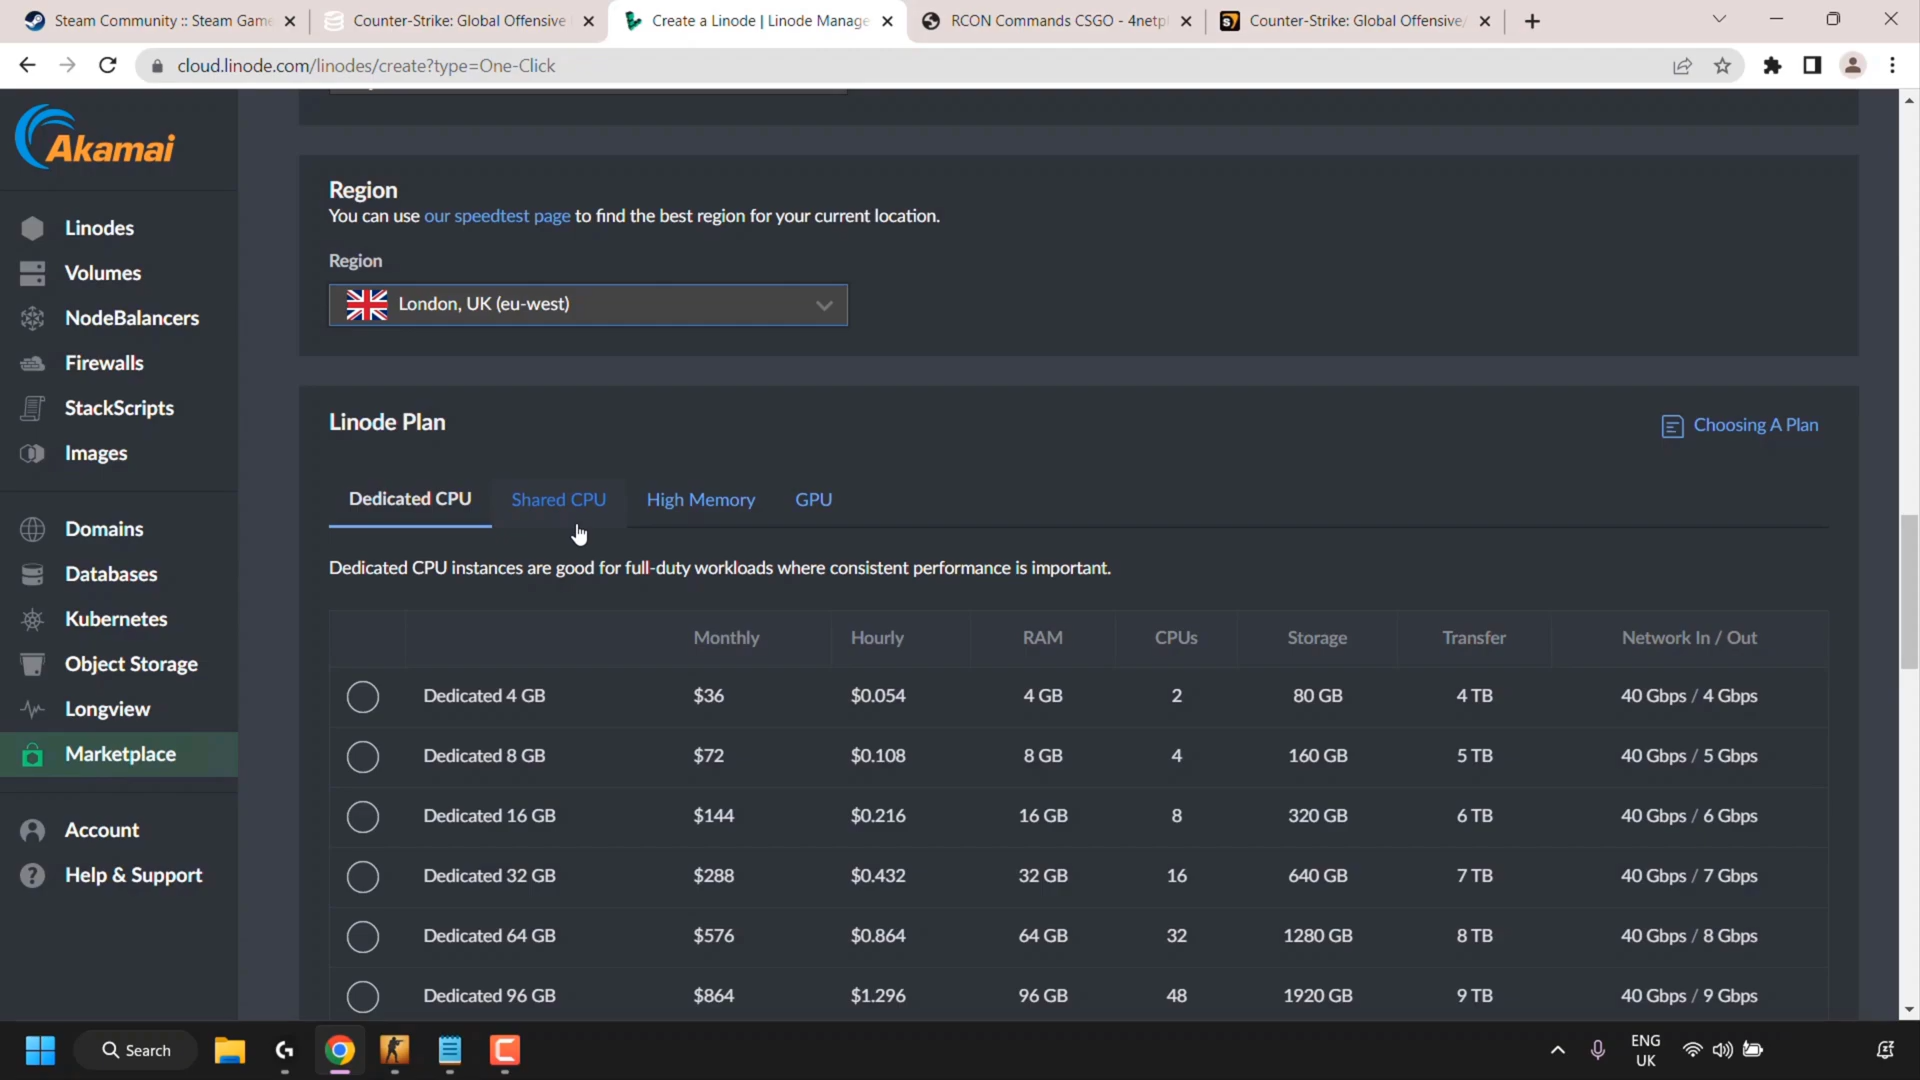 Steam Community :: Steam Game
Counter-Strike: Global Offensive
Create a Linode | Linode Manage
RCON Commands CSGO - 4netp
Counter-Strike: Global Offensive/
cloud.linode.com/linodes/create?type=One-Click
Akamai
Linodes
Volumes
NodeBalancers
Firewalls
StackScripts
Images
Domains
Databases
Kubernetes
Object Storage
Longview
Marketplace
Account
Help & Support
Region
You can use our speedtest page to find the best region for your current location.
Region
London, UK (eu-west)
Linode Plan
Choosing A Plan
Dedicated CPU Shared CPU High Memory GPU
Dedicated CPU instances are good for full-duty workloads where consistent performance is important.
Monthly Hourly RAM CPUs Storage Transfer Network In / Out
Dedicated 4 GB $36 $0.054 4 GB 2 80 GB 4 TB 40 Gbps / 4 Gbps
Dedicated 8 GB $72 $0.108 8 GB 4 160 GB 5 TB 40 Gbps / 5 Gbps
Dedicated 16 GB $144 $0.216 16 GB 8 320 GB 6 TB 40 Gbps / 6 Gbps
Dedicated 32 GB $288 $0.432 32 GB 16 640 GB 7 TB 40 Gbps / 7 Gbps
Dedicated 64 GB $576 $0.864 64 GB 32 1280 GB 8 TB 40 Gbps / 8 Gbps
Dedicated 96 GB $864 $1.296 96 GB 48 1920 GB 9 TB 40 Gbps / 9 Gbps
Search
ENG
UK